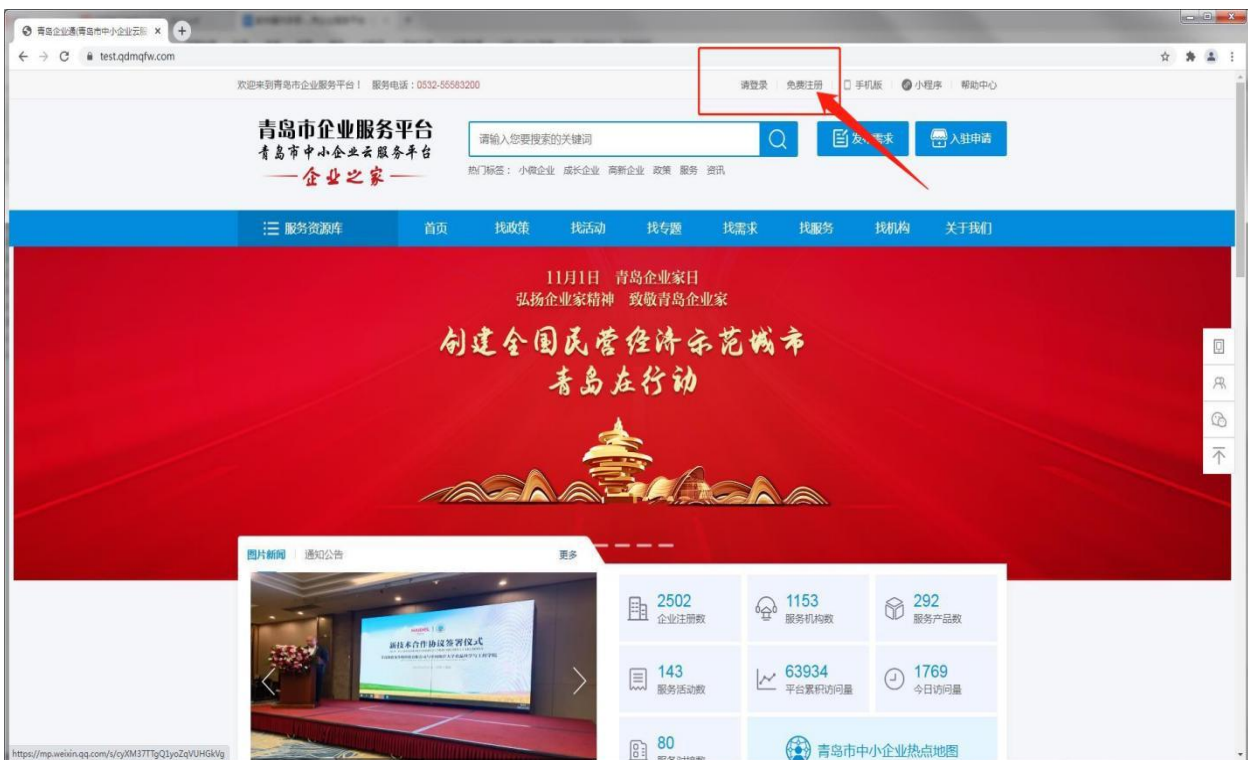 青岛企业通(青岛市中小企业云服
test.qdmqfw.com
欢迎来到青岛市企业服务平台！ 服务电话：0532-55583200
请登录 免费注册 手机版 小程序 帮助中心
青岛市企业服务平台
青岛市中小企业云服务平台
企业之家
请输入您要搜索的关键词
入驻申请
热门标签： 小微企业 成长企业 高新企业 政策 服务 资讯
服务资源库 首页 找政策 找活动 找专题 找需求 找服务 找机构 关于我们
11月1日 青岛企业家日
弘扬企业家精神 致敬青岛企业家
创建全国民营经济示范城市
青岛在行动
图片新闻 通知公告 更多
新技术合作协议签署仪式
2502
企业注册数
1153
服务机构数
292
服务产品数
143
服务活动数
63934
平台累积访问量
1769
今日访问量
80
青岛市中小企业热点地图
https://mp.weixin.qq.com/s/cyXM37TTgQ1yoZqVUHGkVg